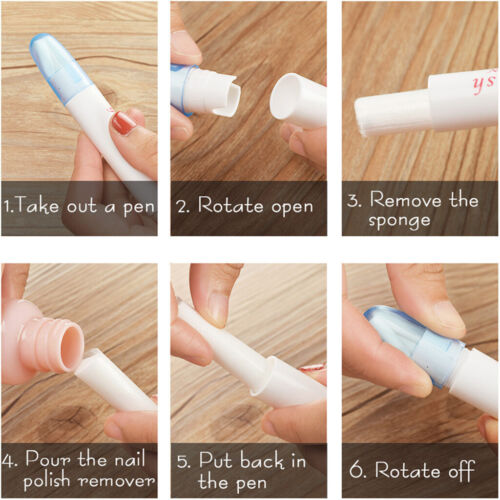 1.Take out a pen
2. Rotate open
ys
3. Remove the
sponge
4. Pour the nail
polish remover
5. Put back in
the pen
6. Rotate off